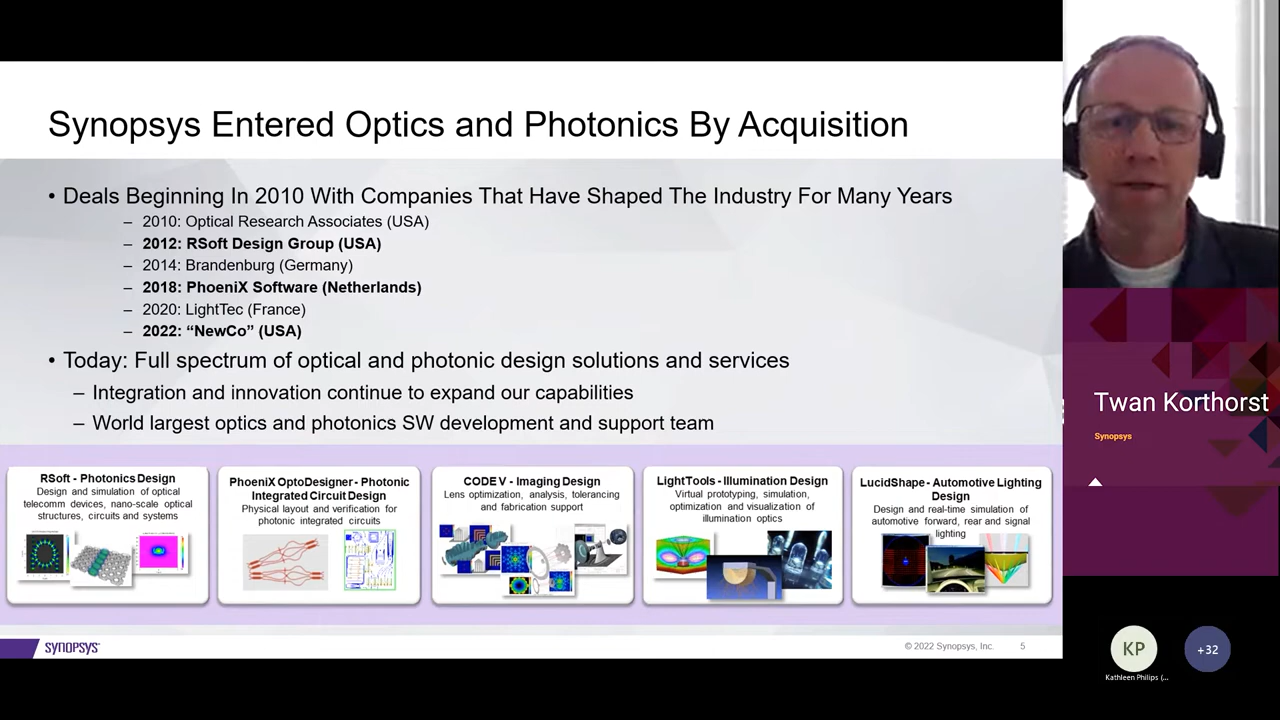 Synopsys Entered Optics and Photonics By Acquisition
• Deals Beginning In 2010 With Companies That Have Shaped The Industry For Many Years
– 2010: Optical Research Associates (USA)
– 2012: RSoft Design Group (USA)
– 2014: Brandenburg (Germany)
– 2018: PhoeniX Software (Netherlands)
– 2020: LightTec (France)
– 2022: “NewCo” (USA)
• Today: Full spectrum of optical and photonic design solutions and services
– Integration and innovation continue to expand our capabilities
– World largest optics and photonics SW development and support team
RSoft - Photonics Design
Design and simulation of optical
telecomm devices, nano-scale optical
structures, circuits and systems
PhoeniX OptoDesigner - Photonic
Integrated Circuit Design
Physical layout and verification for
photonic integrated circuits
CODE V - Imaging Design
Lens optimization, analysis, tolerancing
and fabrication support
LightTools - Illumination Design
Virtual prototyping, simulation,
optimization and visualization of
illumination optics
LucidShape - Automotive Lighting
Design
Design and real-time simulation of
automotive forward, rear and signal
lighting
SYNOPSYS
© 2022 Synopsys, Inc. 5
Twan Korthorst
Synopsys
KP
+32
Kathleen Philips (...